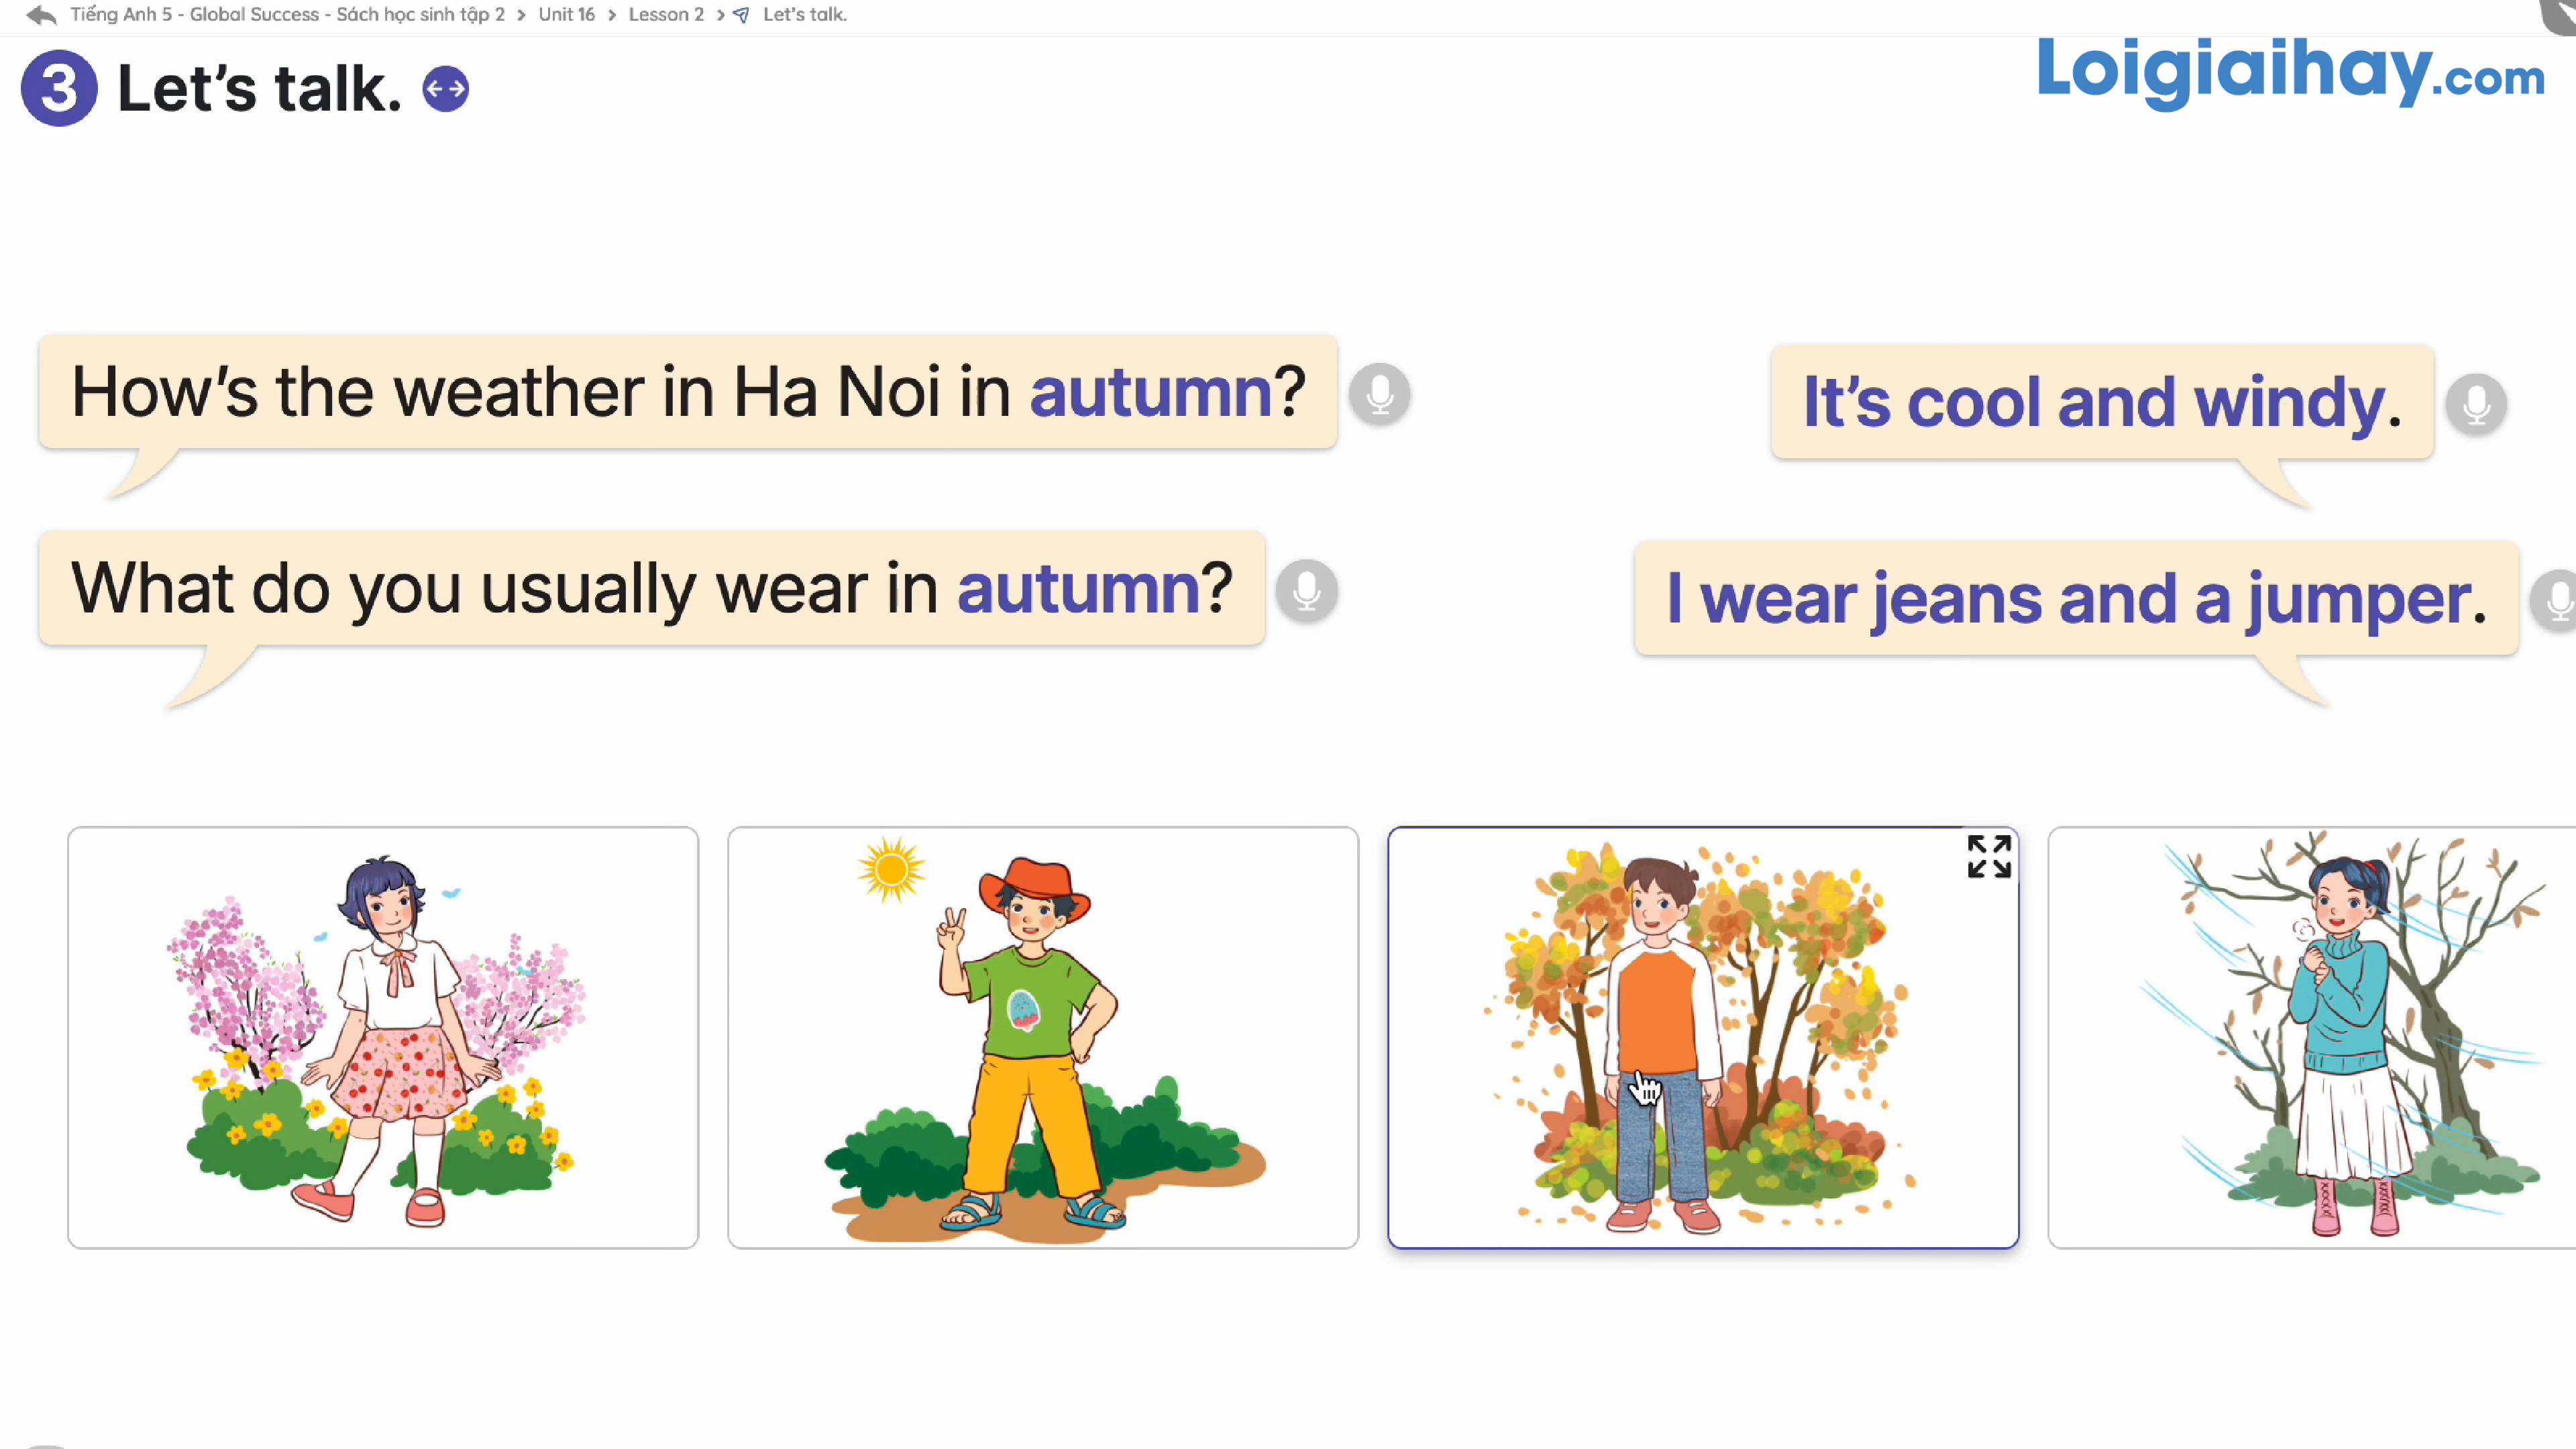 Tiếng Anh 5 - Global Success - Sách học sinh tập 2 > Unit 16 > Lesson 2 > Let's talk.
3 Let's talk.
Loigiaihay.com
How's the weather in Ha Noi in autumn?
It's cool and windy.
What do you usually wear in autumn?
I wear jeans and a jumper.